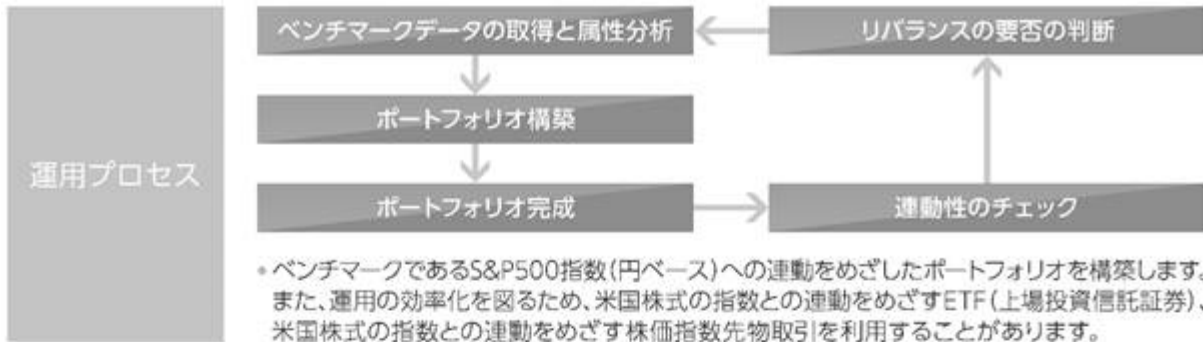 運用プロセス
ベンチマークデータの取得と属性分析
リバランスの要否の判断
ポートフォリオ構築
ポートフォリオ完成
連動性のチェック
•ベンチマークであるS&P500指数(円ベース)への連動をめざしたポートフォリオを構築します。
また、運用の効率化を図るため、米国株式の指数との連動をめざすETF(上場投資信託証券)、
米国株式の指数との連動をめざす株価指数先物取引を利用することがあります。